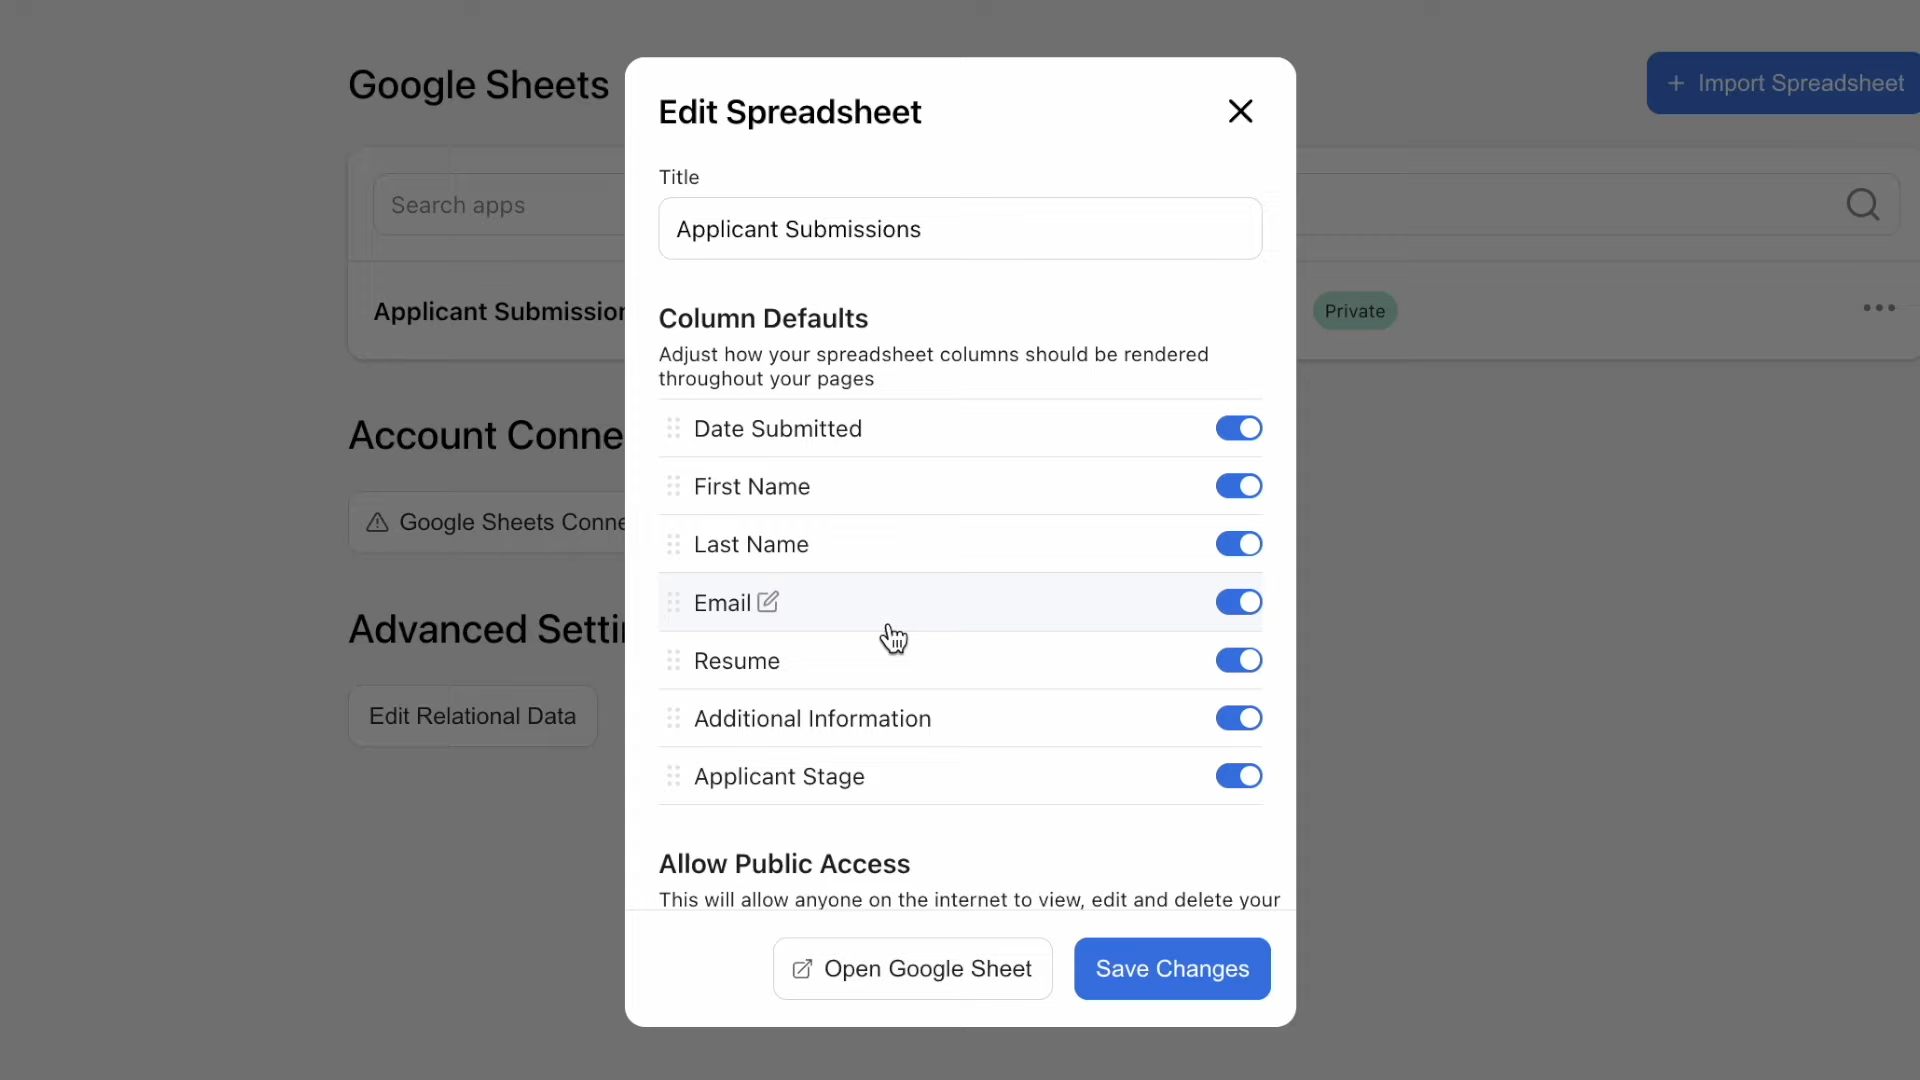 Google Sheets
+ Import Spreadsheet
Search apps
Applicant Submission
Private
Account Conne
Google Sheets Conne
Advanced Setti
Edit Relational Data
Edit Spreadsheet
Title
Applicant Submissions
Column Defaults
Adjust how your spreadsheet columns should be rendered
throughout your pages
Date Submitted
First Name
Last Name
Email
Resume
Additional Information
Applicant Stage
Allow Public Access
This will allow anyone on the internet to view, edit and delete your
Open Google Sheet
Save Changes